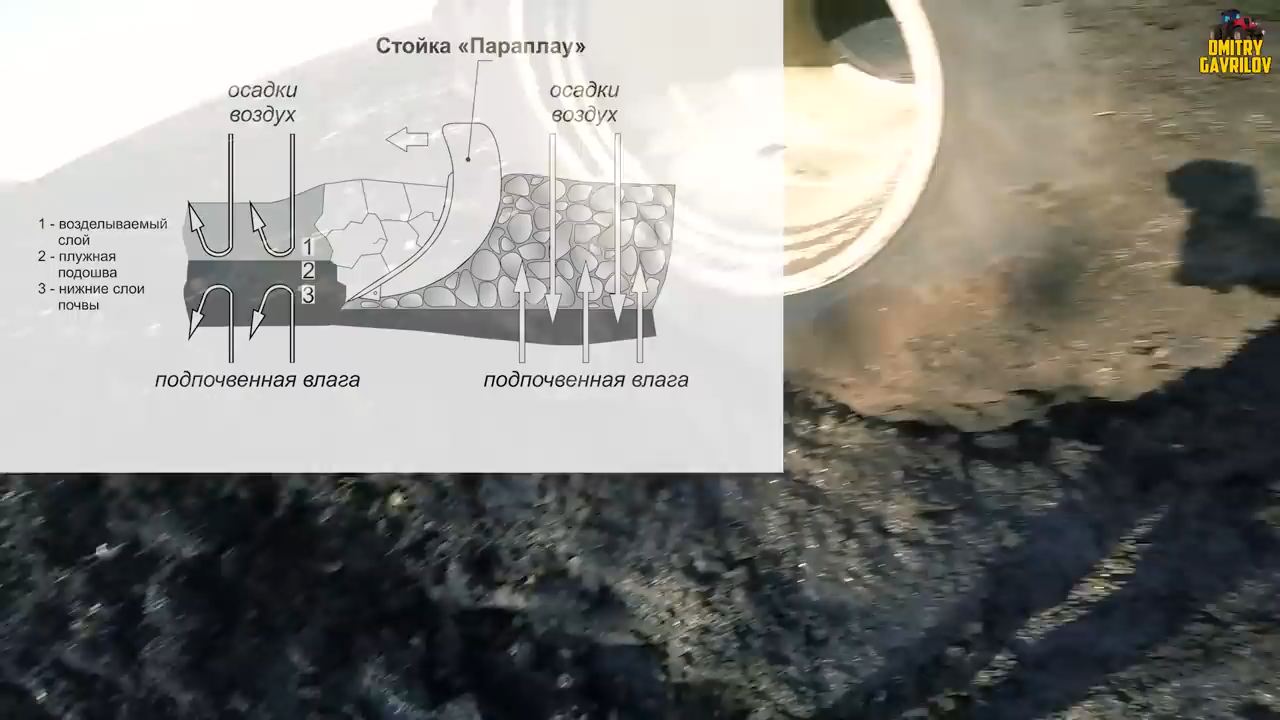 Стойка «Параплау»
осадки
воздух
осадки
воздух
1 - возделываемый
слой
2 - плужная
подошва
3 - нижние слои
почвы
1
2
3
подпочвенная влага
подпочвенная влага
DMITRY
GAVRILOV